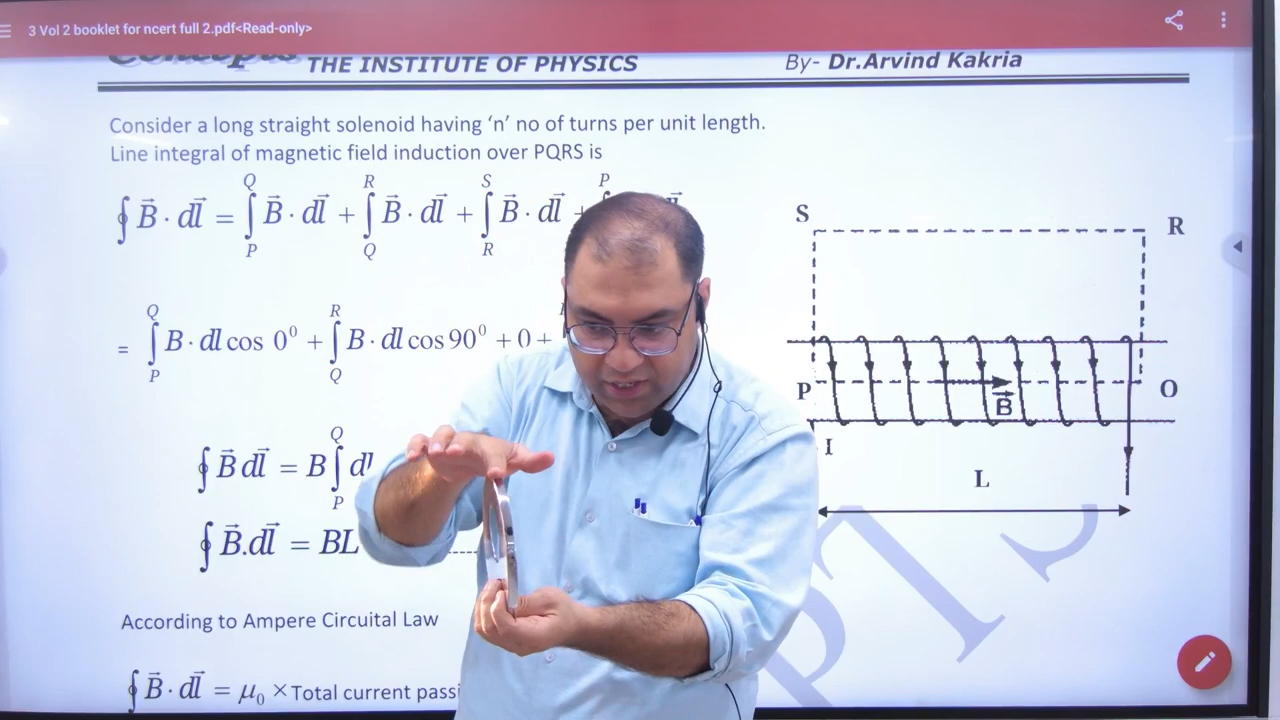 3 Vol 2 booklet for ncert full 2.pdf<Read-only>
Concepts THE INSTITUTE OF PHYSICS By- Dr.Arvind Kakria
Consider a long straight solenoid having ‘n’ no of turns per unit length.
Line integral of magnetic field induction over PQRS is
∮ B⃗ · dl⃗ = ∫_P^Q B⃗ · dl⃗ + ∫_Q^R B⃗ · dl⃗ + ∫_R^S B⃗ · dl⃗ + P
= ∫_P^Q B · dl cos 0⁰ + ∫_Q^R B · dl cos 90⁰ + 0 +
∮ B⃗ dl⃗ = B ∫_P^Q
∮ B⃗.dl⃗ = BL
According to Ampere Circuital Law
∮ B⃗ · dl⃗ = μ₀ × Total current passi
S R
P O
B⃗
I
L